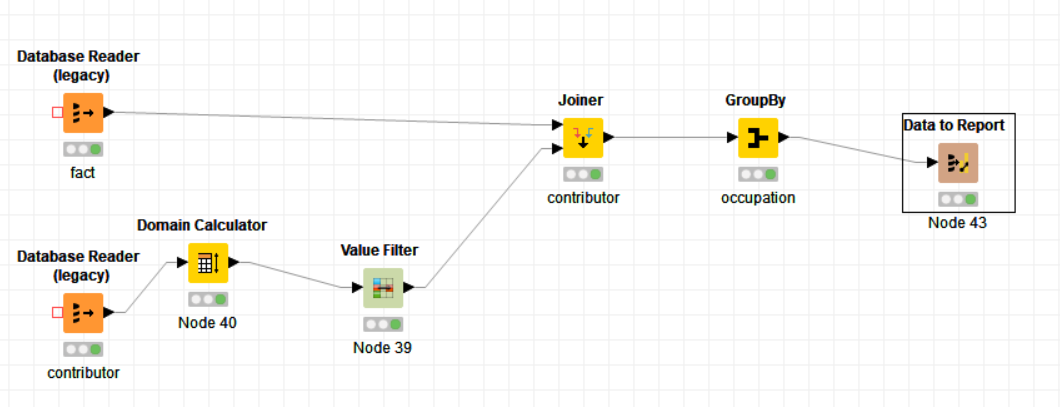 Database Reader
(legacy)
fact
Joiner
contributor
GroupBy
occupation
Data to Report
Node 43
Domain Calculator
Node 40
Value Filter
Node 39
Database Reader
(legacy)
contributor